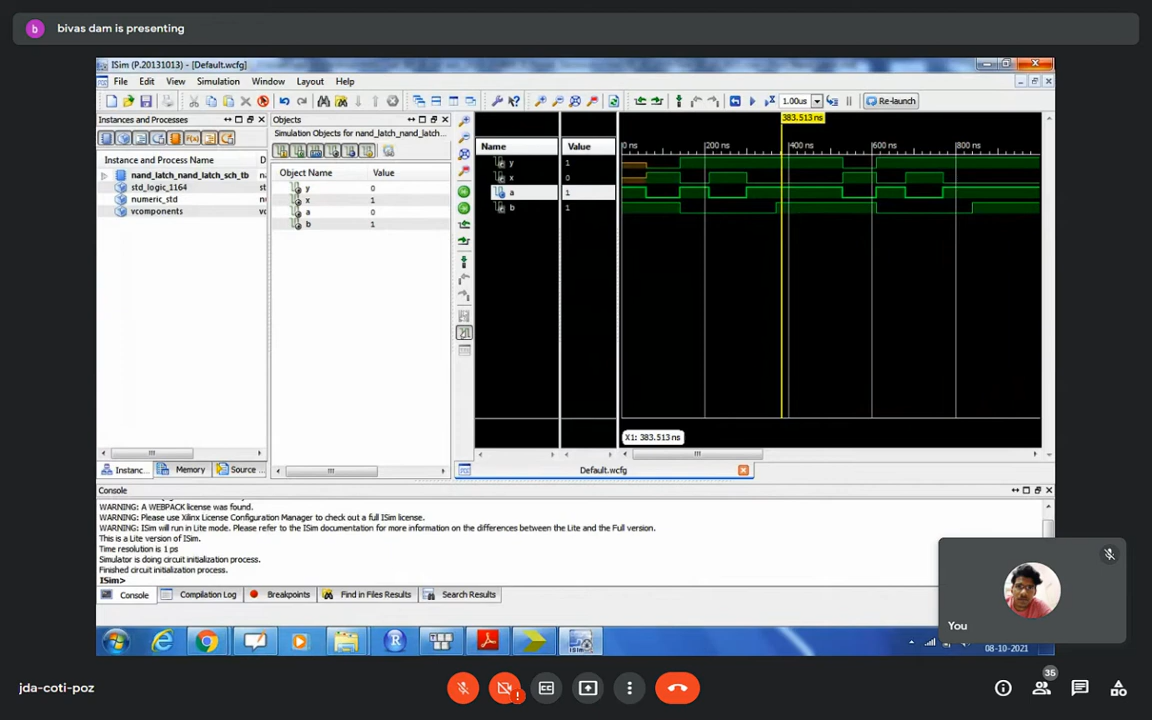 b bivas dam is presenting
ISim (P.20131013) - [Default.wcfg]
File Edit View Simulation Window Layout Help
1.00us Re-launch
Instances and Processes
Objects
383.513 ns
Simulation Objects for nand_latch_nand_latch...
Name Value
0 ns 200 ns 400 ns 600 ns 800 ns
Instance and Process Name D
Object Name Value
nand_latch_nand_latch_sch_tb
std_logic_1164
numeric_std
vcomponents
y 0
x 1
a 0
b 1
y 1
x 0
a 1
b 1
X1: 383.513 ns
Instanc... Memory Source ...
Default.wcfg
Console
WARNING: A WEBPACK license was found.
WARNING: Please use Xilinx License Configuration Manager to check out a full ISim license.
WARNING: ISim will run in Lite mode. Please refer to the ISim documentation for more information on the differences between the Lite and the Full version.
This is a Lite version of ISim.
Time resolution is 1 ps
Simulator is doing circuit initialization process.
Finished circuit initialization process.
ISim>
Console Compilation Log Breakpoints Find in Files Results Search Results
You
08-10-2021
jda-coti-poz
35